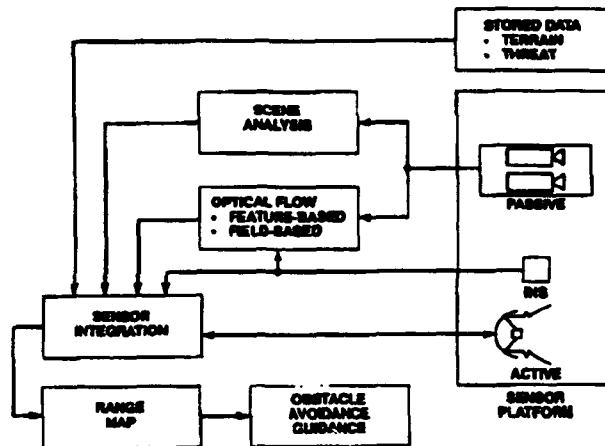 STORED DATA
• TERRAIN
• THREAT
SCENE
ANALYSIS
PASSIVE
OPTICAL FLOW
• FEATURE-BASED
• FIELD-BASED
INS
SENSOR
INTEGRATION
ACTIVE
SENSOR
PLATFORM
RANGE
MAP
OBSTACLE
AVOIDANCE
GUIDANCE